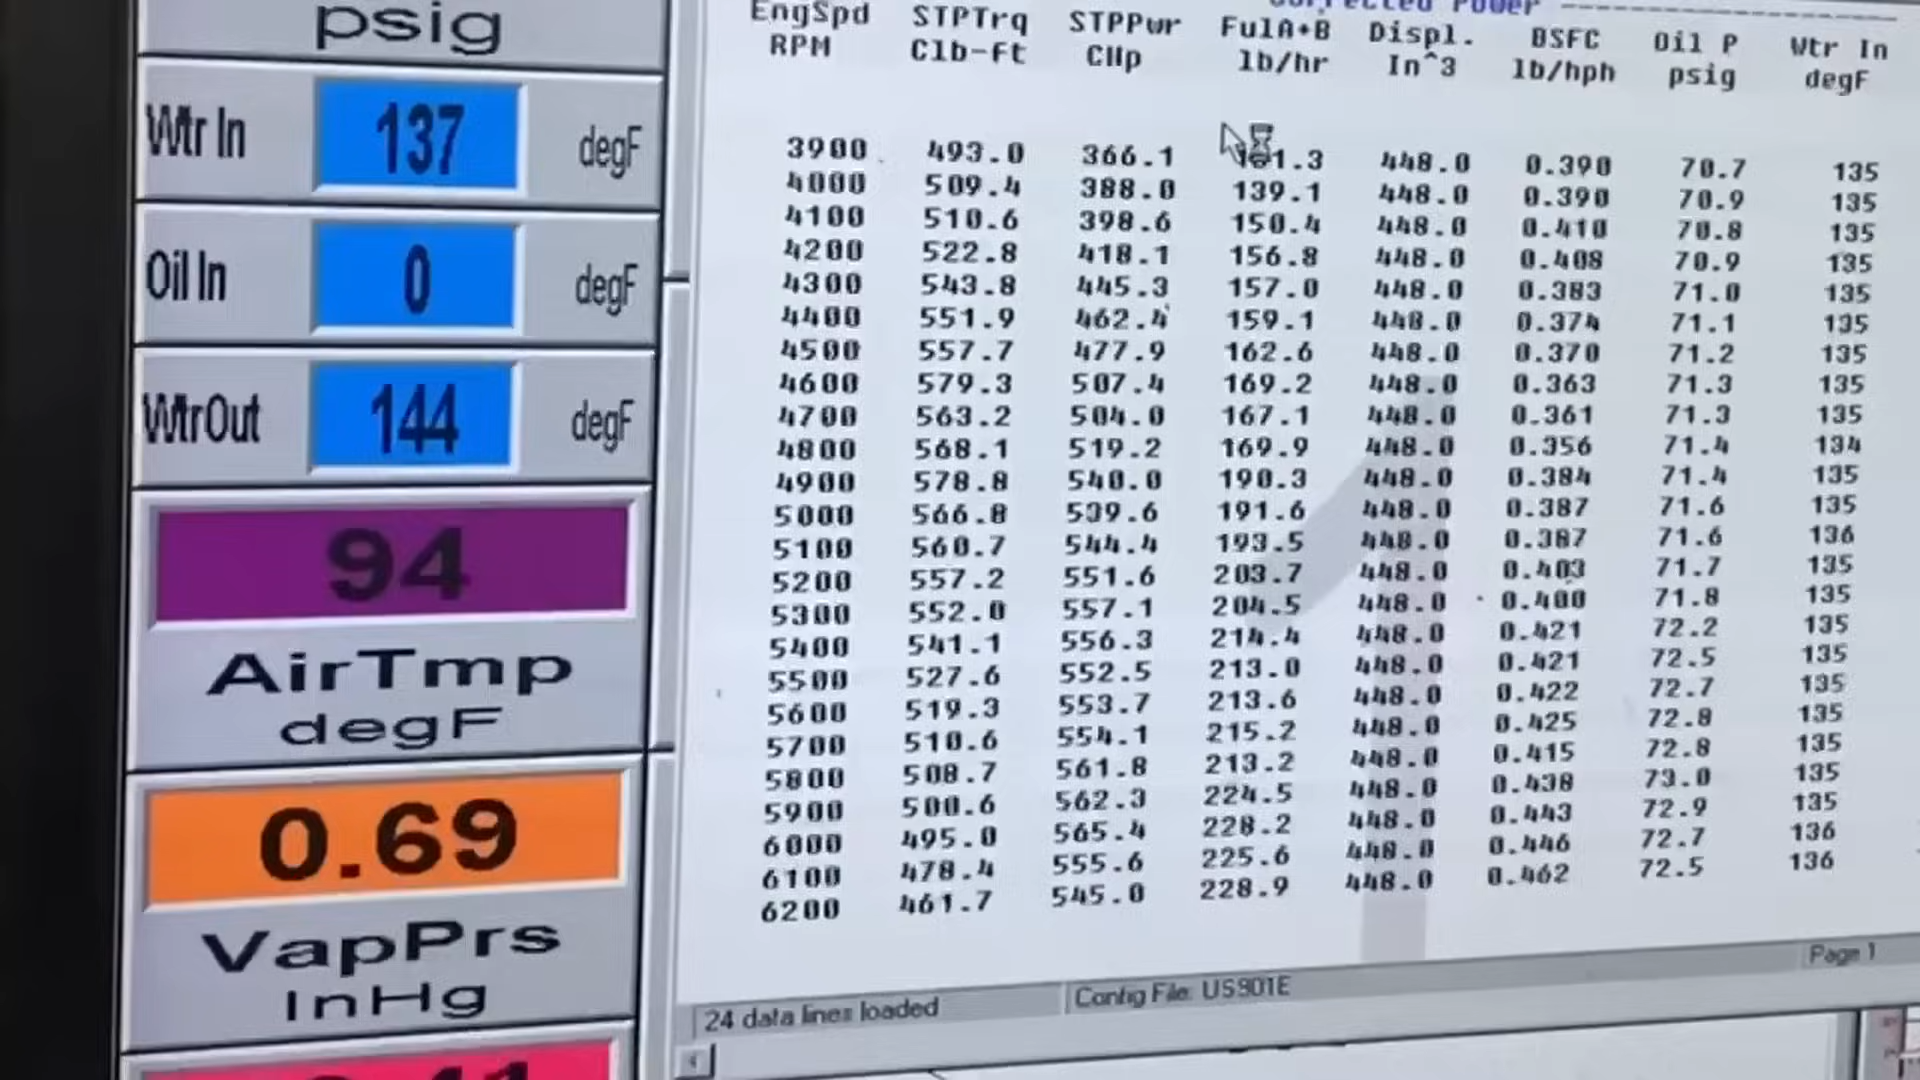 psig
Wtr In 137 degF
Oil In 0 degF
WtrOut 144 degF
94
AirTmp
degF
0.69
VapPrs
InHg
Corrected Power
EngSpd STPTrq STPPwr FulA+B Displ. BSFC Oil P Wtr In
RPM Clb-ft CHp lb/hr In^3 lb/hph psig degF
3900 493.0 366.1 448.0 0.390 70.7 135
4000 509.4 388.0 139.1 448.0 0.390 70.9 135
4100 510.6 398.6 150.4 448.0 0.410 70.8 135
4200 522.8 418.1 156.8 448.0 0.408 70.9 135
4300 543.8 445.3 157.0 448.0 0.383 71.0 135
4400 551.9 462.4 159.1 448.0 0.374 71.1 135
4500 557.7 477.9 162.6 448.0 0.370 71.2 135
4600 579.3 507.4 169.2 448.0 0.363 71.3 135
4700 563.2 504.0 167.1 448.0 0.361 71.3 135
4800 568.1 519.2 169.9 448.0 0.356 71.4 134
4900 578.8 540.0 190.3 448.0 0.384 71.4 135
5000 566.8 539.6 191.6 448.0 0.387 71.6 135
5100 560.7 544.4 193.5 448.0 0.387 71.6 136
5200 557.2 551.6 203.7 448.0 0.403 71.7 135
5300 552.0 557.1 204.5 448.0 0.400 71.8 135
5400 541.1 556.3 214.4 448.0 0.421 72.2 135
5500 527.6 552.5 213.0 448.0 0.421 72.5 135
5600 519.3 553.7 213.6 448.0 0.422 72.7 135
5700 510.6 554.1 215.2 448.0 0.425 72.8 135
5800 508.7 561.8 213.2 448.0 0.415 72.8 135
5900 500.6 562.3 224.5 448.0 0.438 73.0 135
6000 495.0 565.4 228.2 448.0 0.443 72.9 135
6100 478.4 555.6 225.6 448.0 0.446 72.7 136
6200 461.7 545.0 228.9 448.0 0.462 72.5 136
24 data lines loaded Config File: US901E Page 1